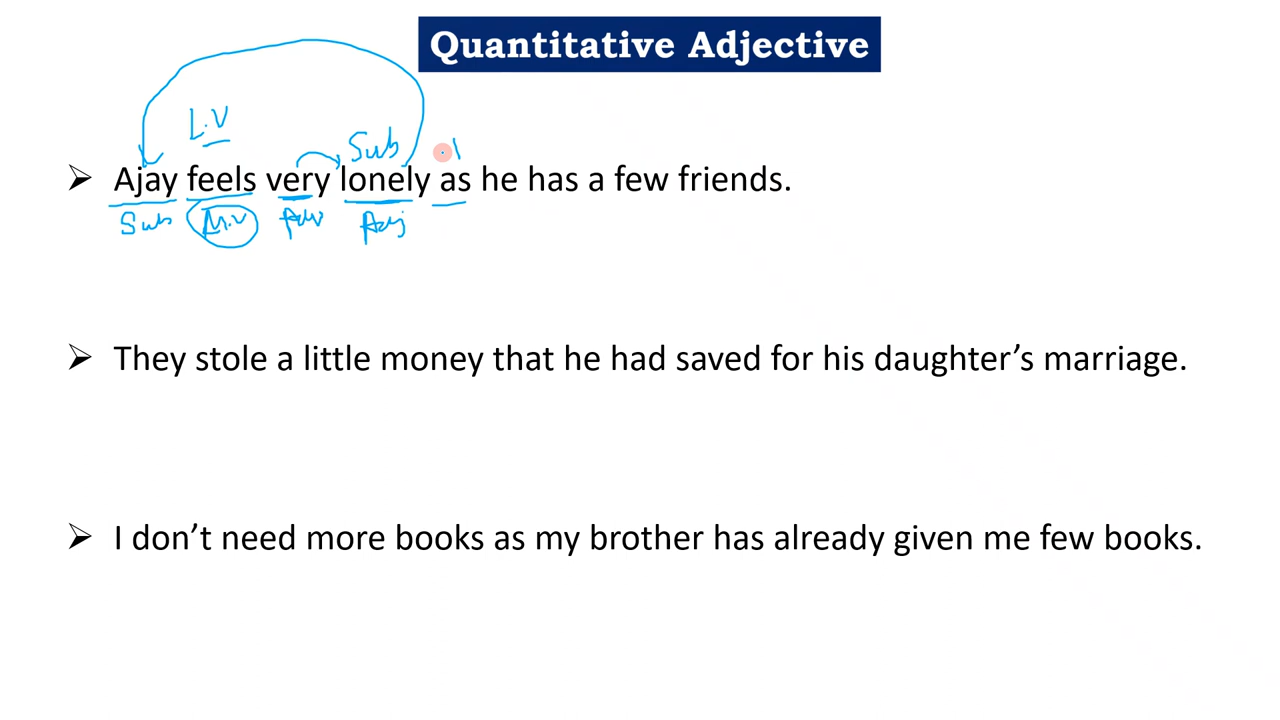 Quantitative Adjective
L.V
Sub
➢ Ajay feels very lonely as he has a few friends.
Sub M.V Adv Adj
➢ They stole a little money that he had saved for his daughter’s marriage.
➢ I don’t need more books as my brother has already given me few books.